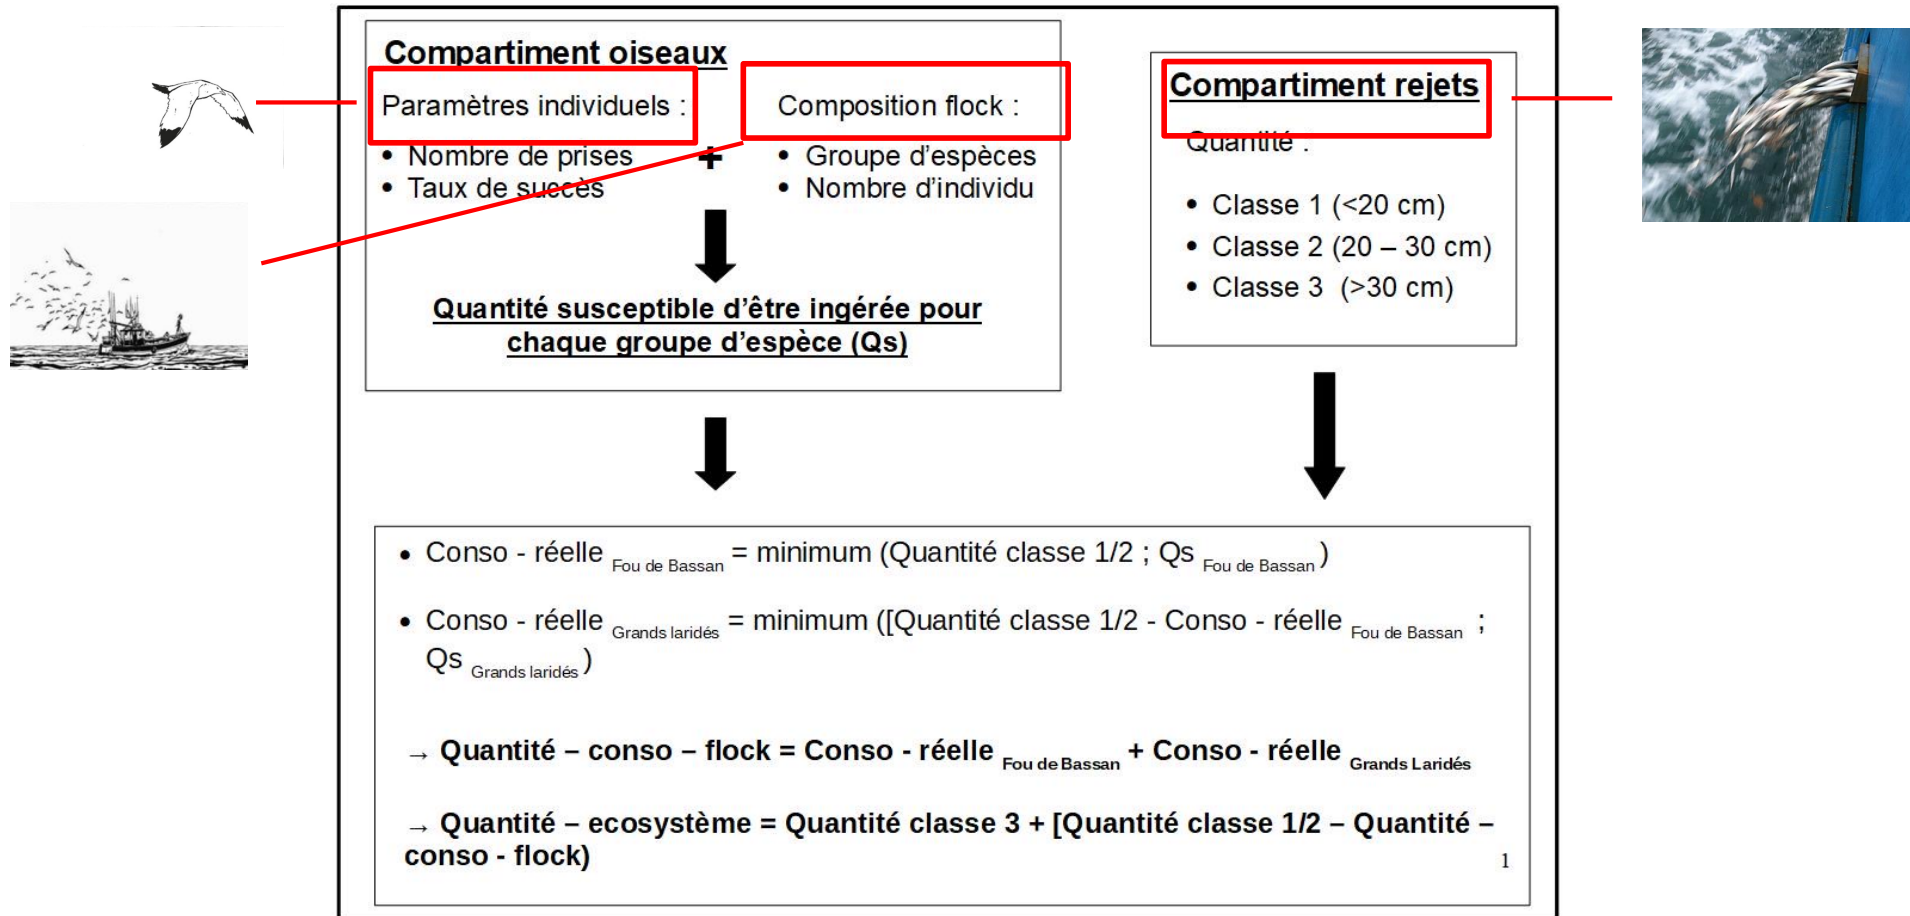 Compartiment oiseaux
Paramètres individuels :
• Nombre de prises
• Taux de succès
+
Composition flock :
• Groupe d'espèces
• Nombre d'individu
Quantité susceptible d'être ingérée pour
chaque groupe d'espèce (Qs)
Compartiment rejets
Quantité :
• Classe 1 (<20 cm)
• Classe 2 (20 – 30 cm)
• Classe 3 (>30 cm)
• Conso - réelle Fou de Bassan = minimum (Quantité classe 1/2 ; Qs Fou de Bassan )
• Conso - réelle Grands laridés = minimum ([Quantité classe 1/2 - Conso - réelle Fou de Bassan ;
Qs Grands laridés )
→ Quantité – conso – flock = Conso - réelle Fou de Bassan + Conso - réelle Grands Laridés
→ Quantité – ecosystème = Quantité classe 3 + [Quantité classe 1/2 – Quantité –
conso - flock)
1